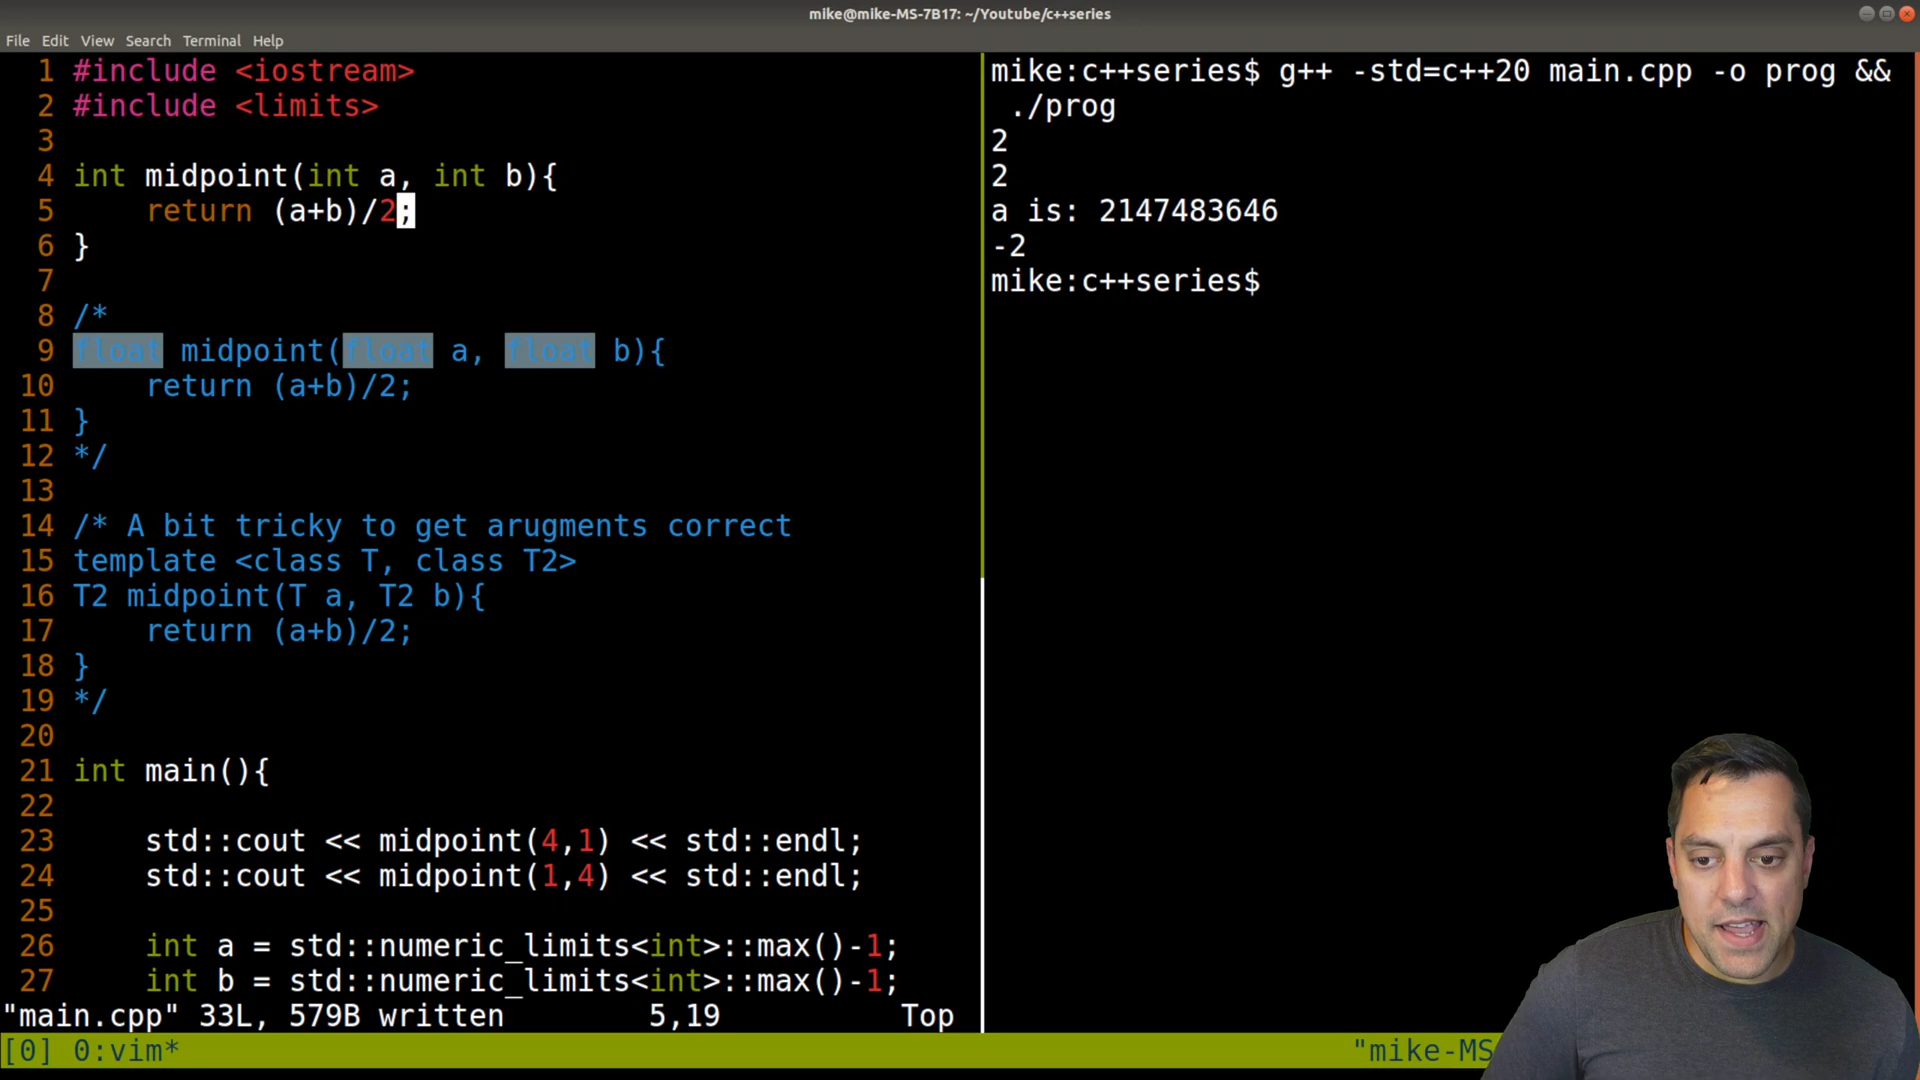 mike@mike-MS-7B17: ~/Youtube/c++series
File Edit View Search Terminal Help
1 #include <iostream>
2 #include <limits>
3
4 int midpoint(int a, int b){
5     return (a+b)/2;
6 }
7
8 /*
9 float midpoint(float a, float b){
10     return (a+b)/2;
11 }
12 */
13
14 /* A bit tricky to get arugments correct
15 template <class T, class T2>
16 T2 midpoint(T a, T2 b){
17     return (a+b)/2;
18 }
19 */
20
21 int main(){
22
23     std::cout << midpoint(4,1) << std::endl;
24     std::cout << midpoint(1,4) << std::endl;
25
26     int a = std::numeric_limits<int>::max()-1;
27     int b = std::numeric_limits<int>::max()-1;
"main.cpp" 33L, 579B written 5,19 Top
mike:c++series$ g++ -std=c++20 main.cpp -o prog &&
 ./prog
2
2
a is: 2147483646
-2
mike:c++series$
[0] 0:vim* "mike-MS